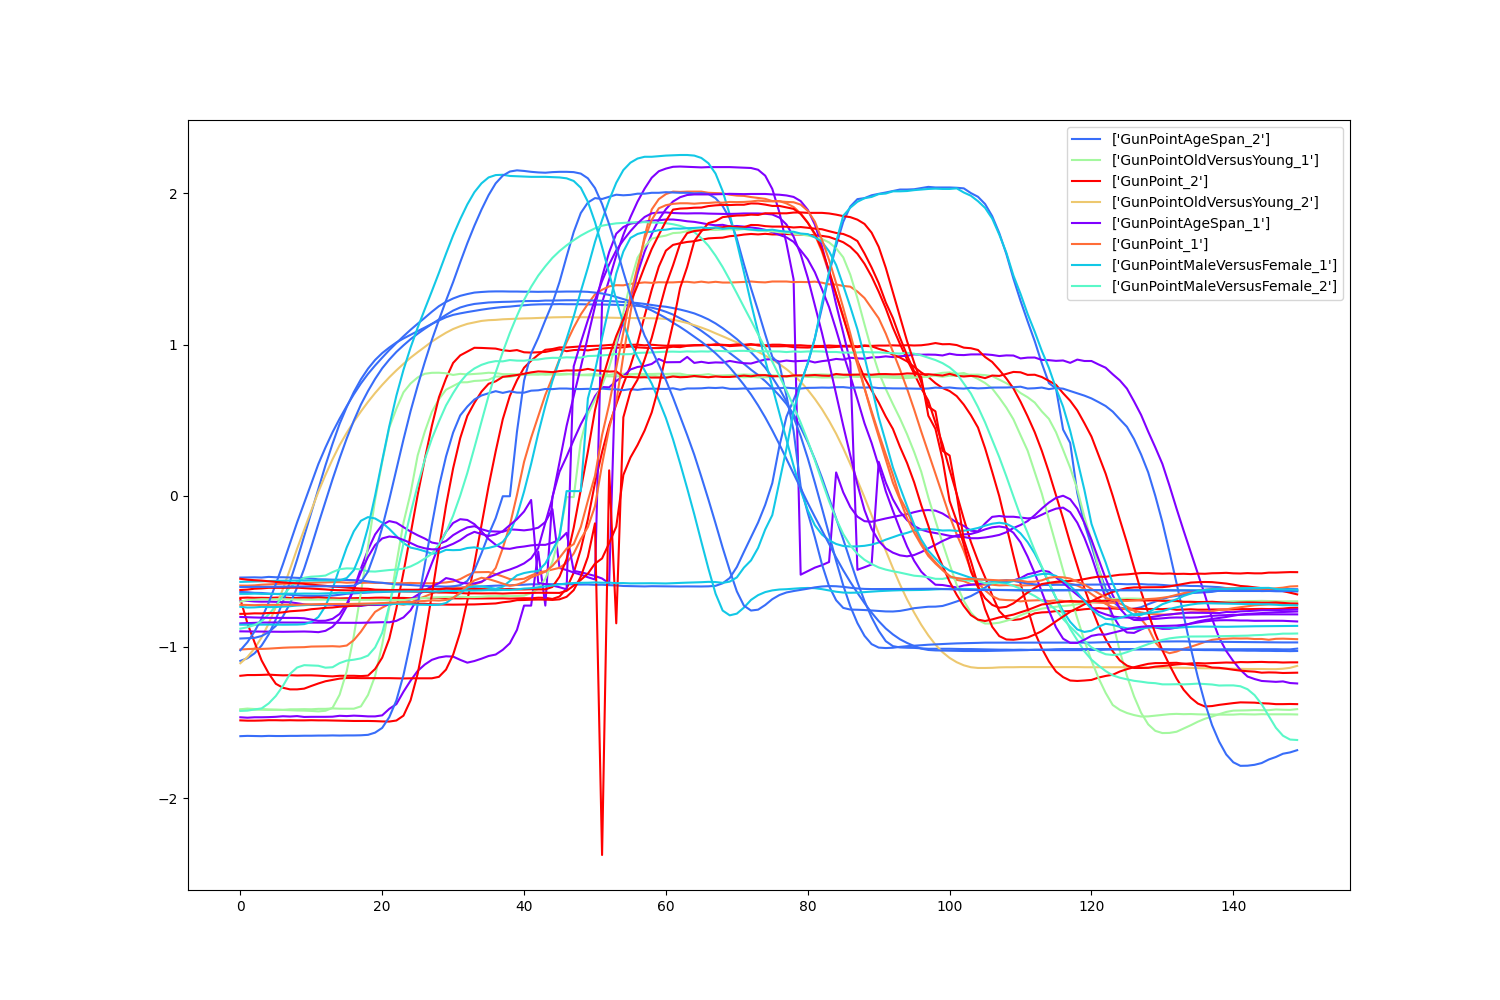 ['GunPointAgeSpan_2']
['GunPointOldVersusYoung_1']
['GunPoint_2']
['GunPointOldVersusYoung_2']
['GunPointAgeSpan_1']
['GunPoint_1']
['GunPointMaleVersusFemale_1']
['GunPointMaleVersusFemale_2']
2
1
0
−1
−2
0 20 40 60 80 100 120 140